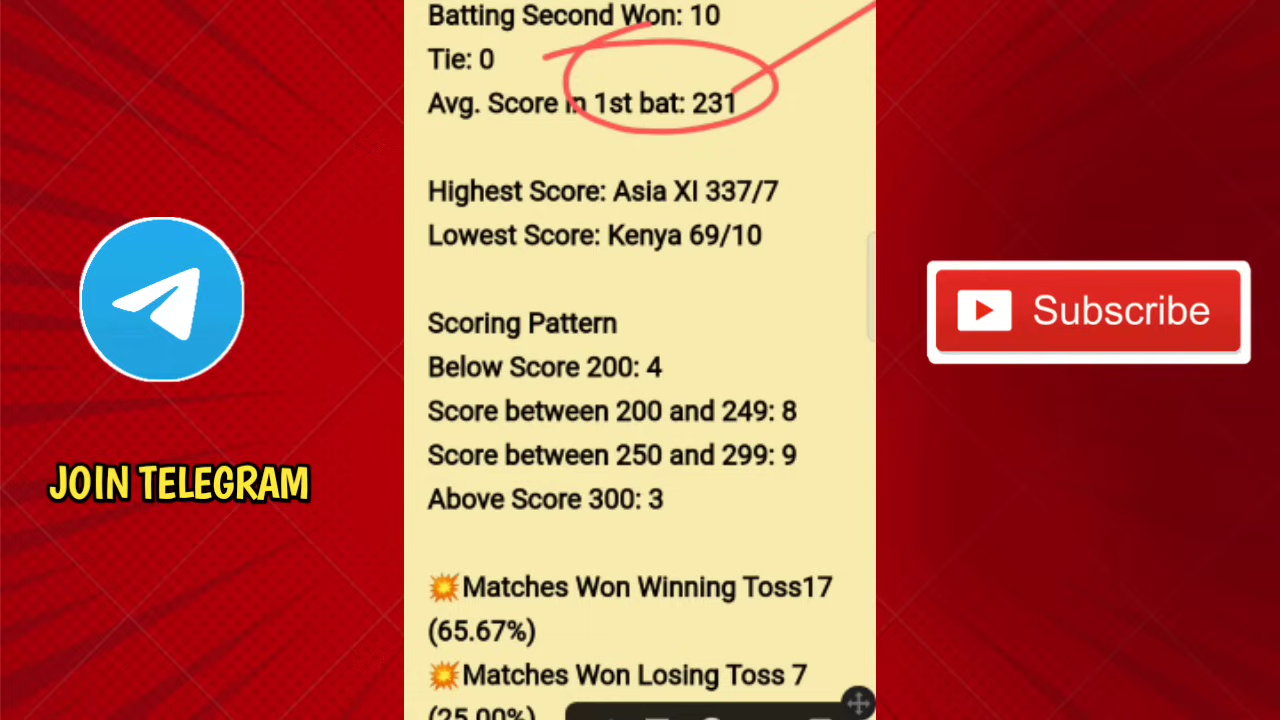 Batting Second Won: 10
Tie: 0
Avg. Score in 1st bat: 231
Highest Score: Asia XI 337/7
Lowest Score: Kenya 69/10
Scoring Pattern
Below Score 200: 4
Score between 200 and 249: 8
Score between 250 and 299: 9
Above Score 300: 3
💥Matches Won Winning Toss17
(65.67%)
💥Matches Won Losing Toss 7
(25.00%)
JOIN TELEGRAM
Subscribe